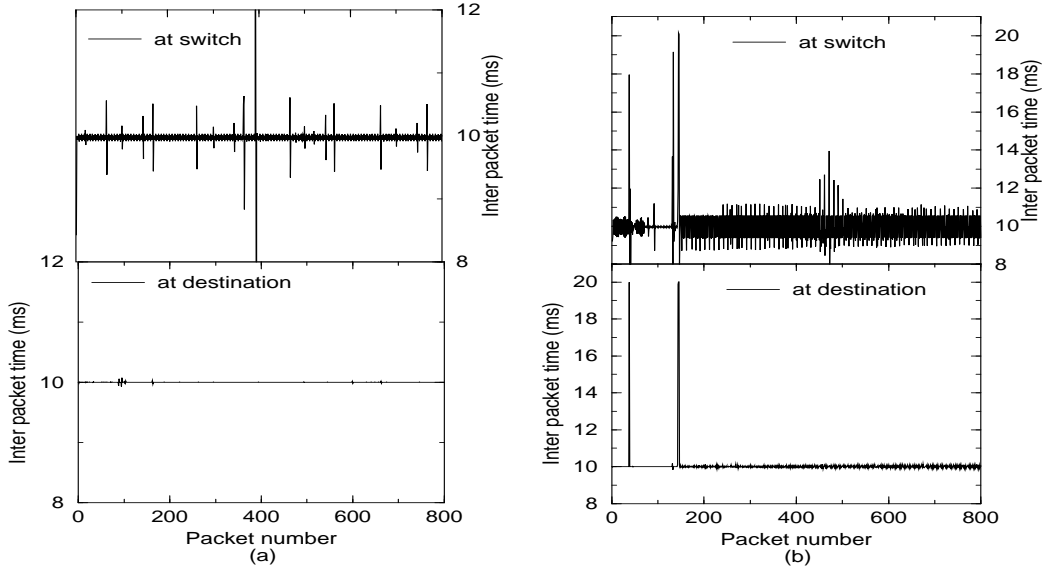 12
at switch
10
8
Inter packet time (ms)
12
at destination
10
8
Inter packet time (ms)
0
200
400
600
800
Packet number
(a)
20
18
16
14
12
10
8
at switch
Inter packet time (ms)
20
18
16
14
12
10
8
at destination
Inter packet time (ms)
0
200
400
600
800
Packet number
(b)